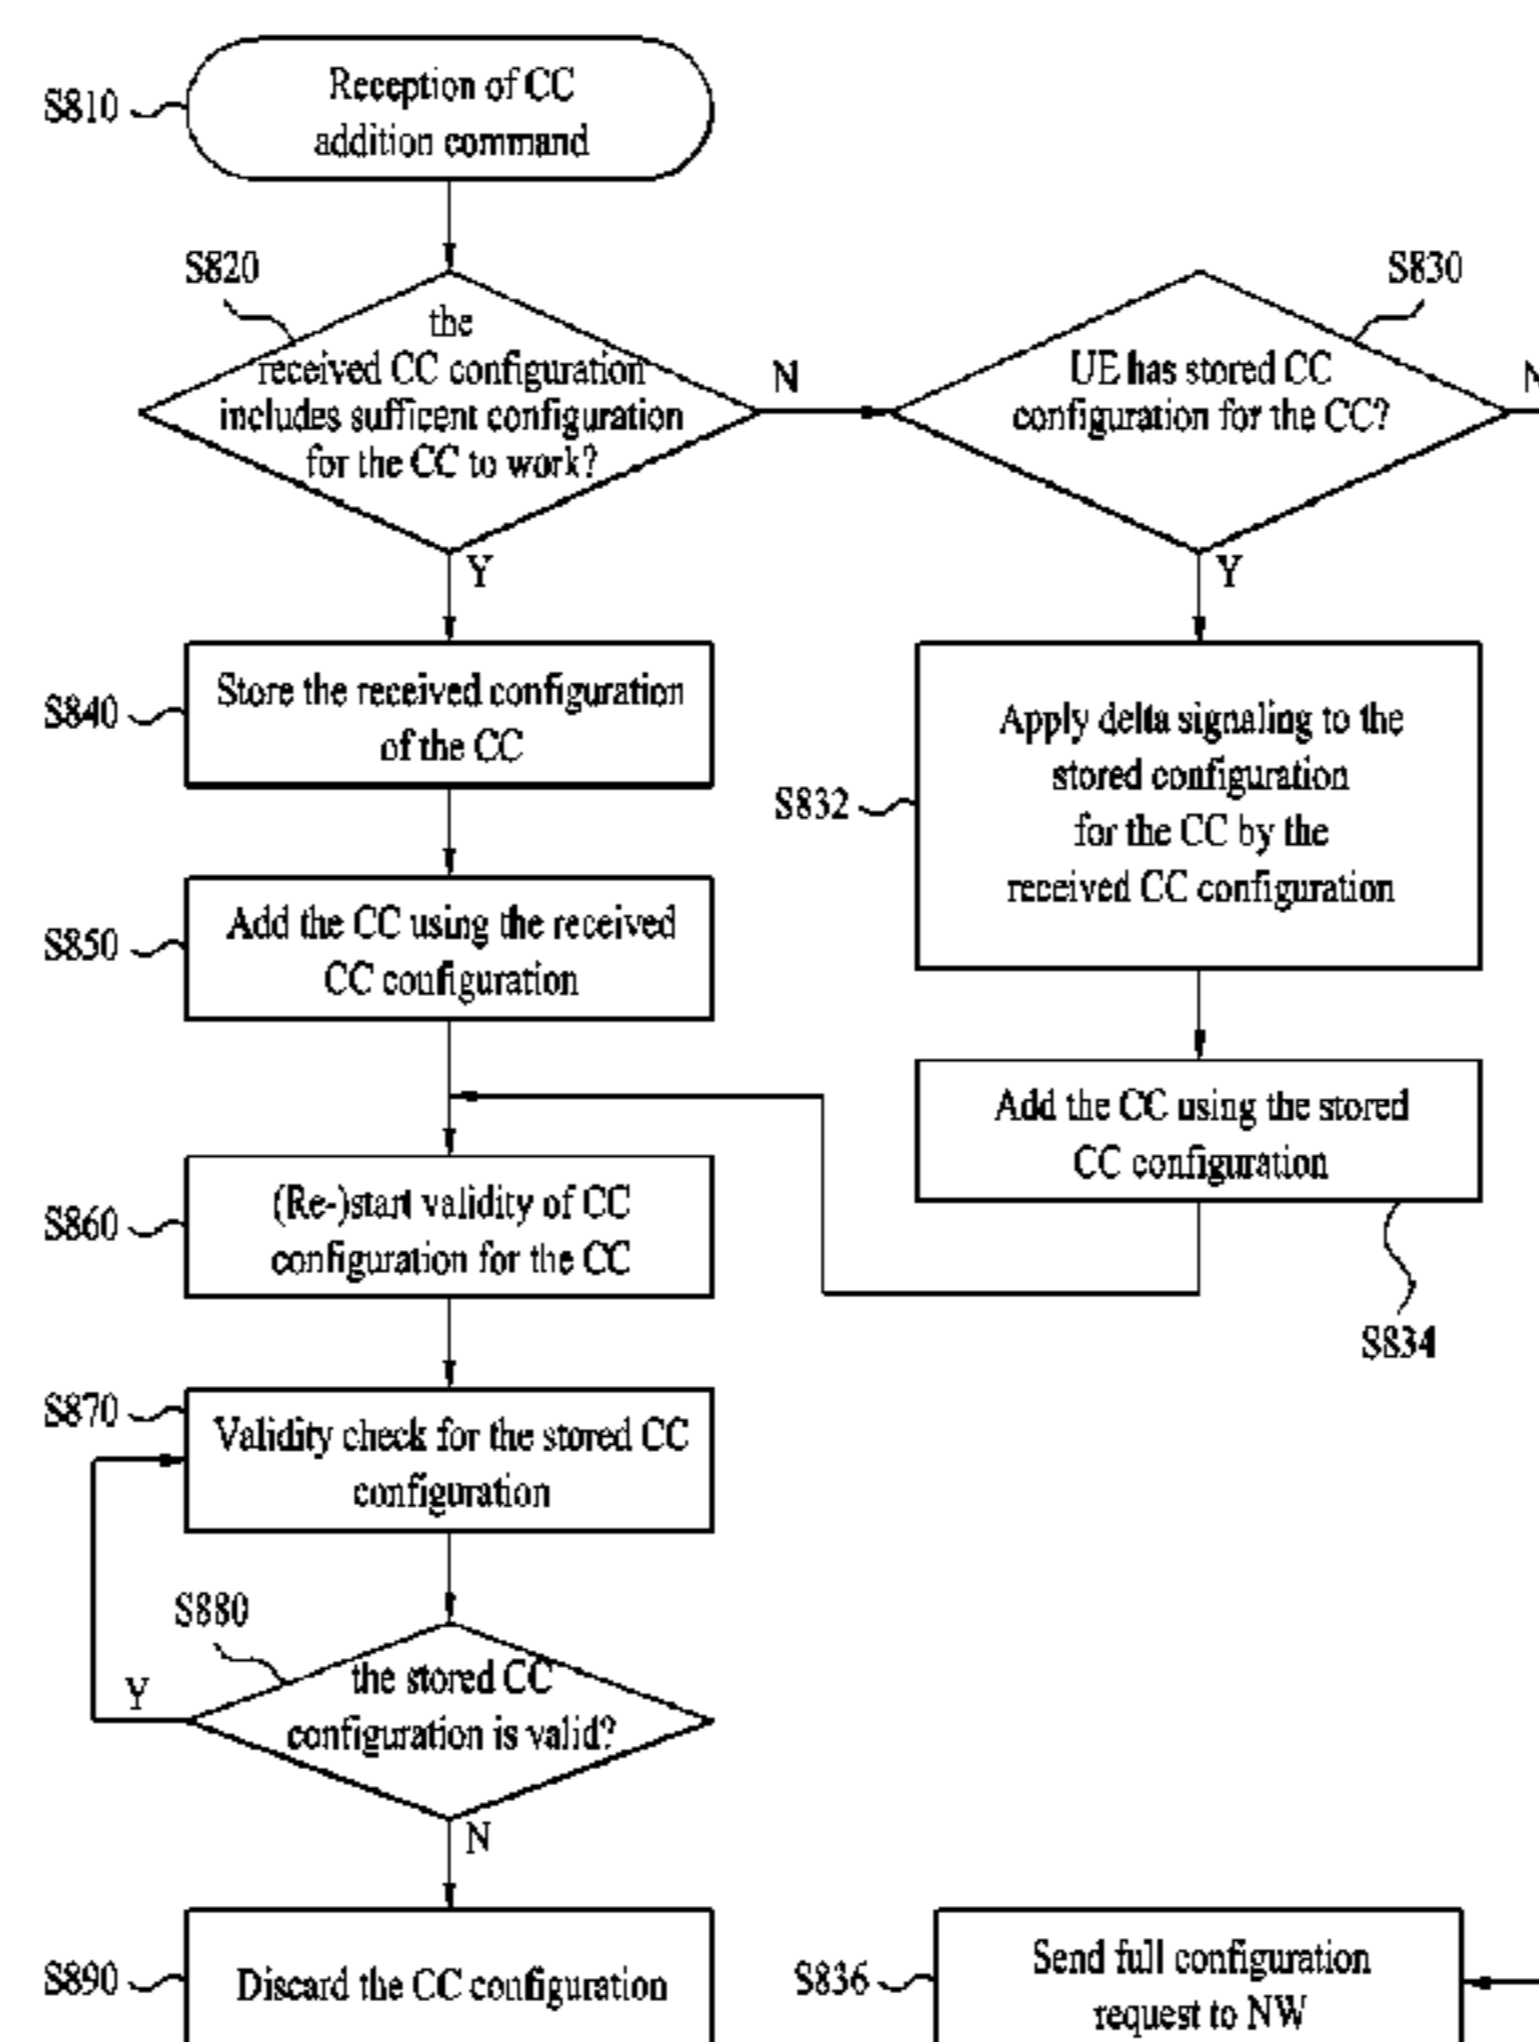 S810
Reception of CC
addition command
S820
the
received CC configuration
includes sufficent configuration
for the CC to work?
N
Y
S830
UE has stored CC
configuration for the CC?
N
Y
S840
Store the received configuration
of the CC
S832
Apply delta signaling to the
stored configuration
for the CC by the
received CC configuration
S850
Add the CC using the received
CC configuration
Add the CC using the stored
CC configuration
S834
S860
(Re-)start validity of CC
configuration for the CC
S870
Validity check for the stored CC
configuration
S880
the stored CC
configuration is valid?
Y
N
S890
Discard the CC configuration
S836
Send full configuration
request to NW